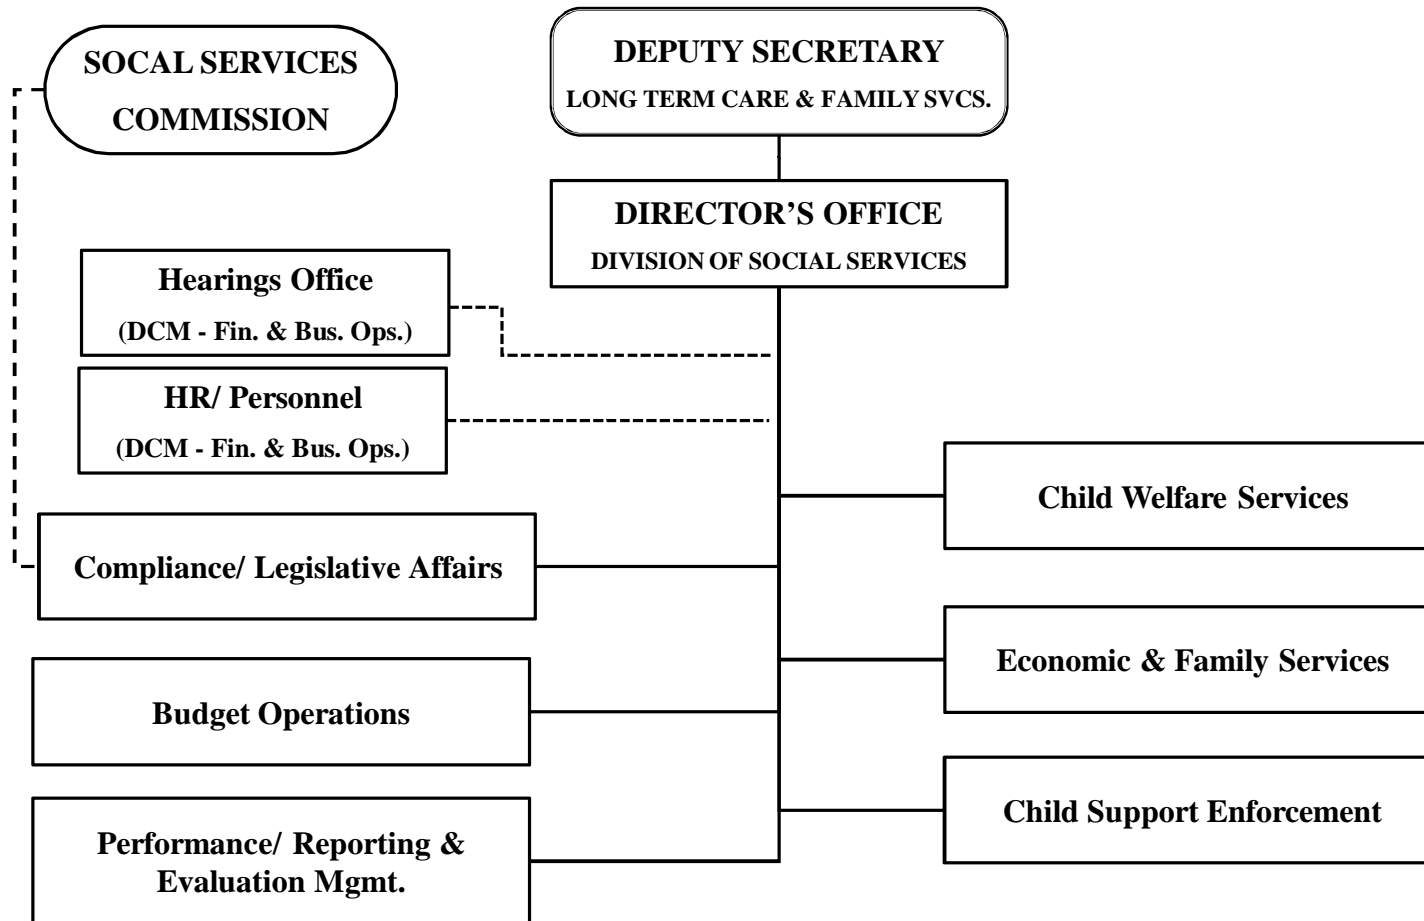 SOCAL SERVICES
COMMISSION
DEPUTY SECRETARY
LONG TERM CARE & FAMILY SVCS.
DIRECTOR’S OFFICE
DIVISION OF SOCIAL SERVICES
Hearings Office
(DCM - Fin. & Bus. Ops.)
HR/ Personnel
(DCM - Fin. & Bus. Ops.)
Child Welfare Services
Compliance/ Legislative Affairs
Economic & Family Services
Budget Operations
Child Support Enforcement
Performance/ Reporting &
Evaluation Mgmt.